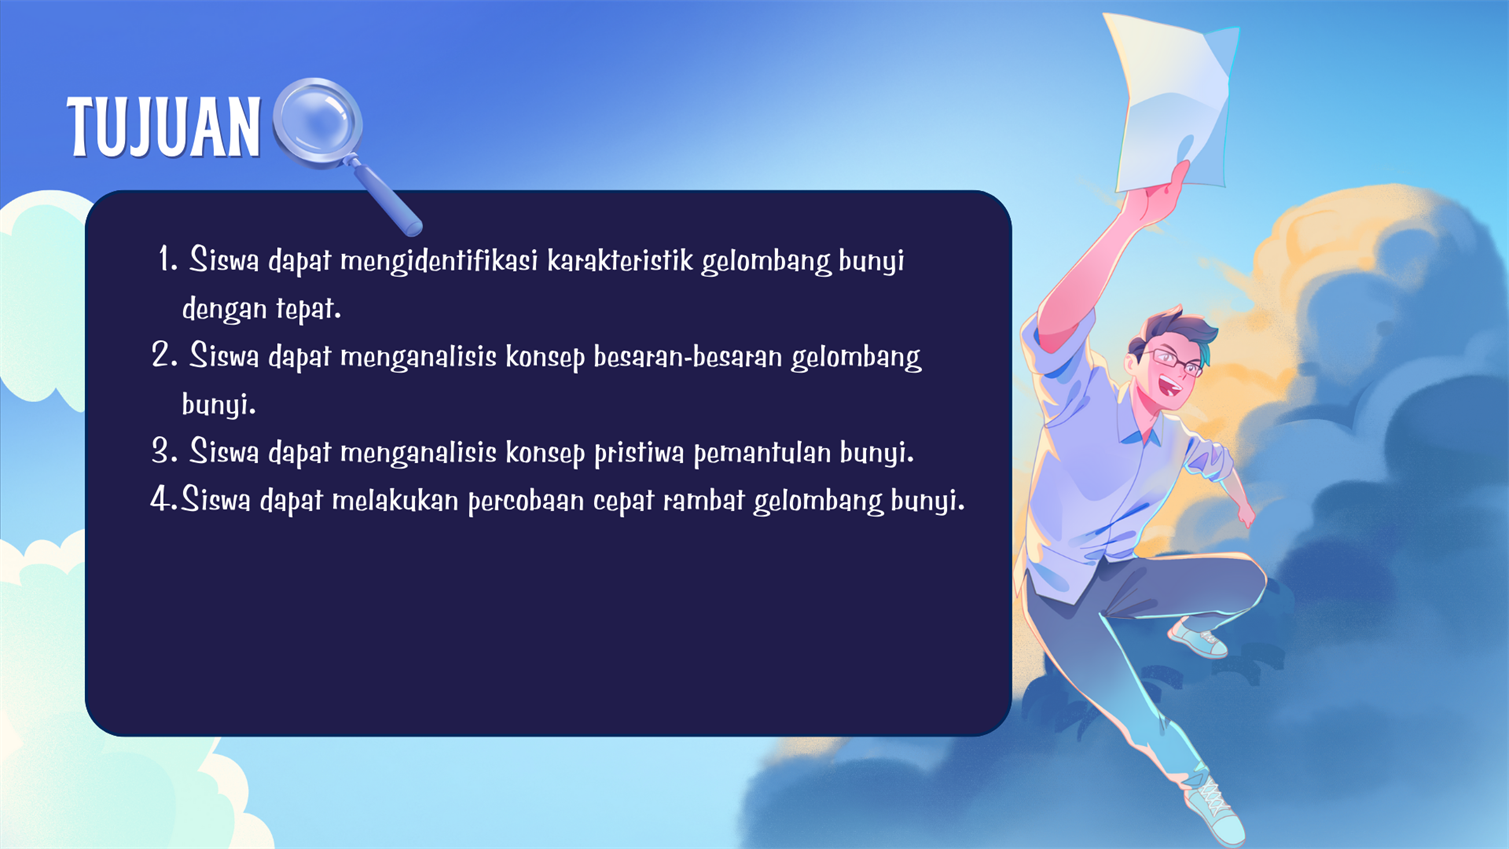 TUJUAN
1. Siswa dapat mengidentifikasi karakteristik gelombang bunyi
dengan tepat.
2. Siswa dapat menganalisis konsep besaran-besaran gelombang
bunyi.
3. Siswa dapat menganalisis konsep pristiwa pemantulan bunyi.
4.Siswa dapat melakukan percobaan cepat rambat gelombang bunyi.